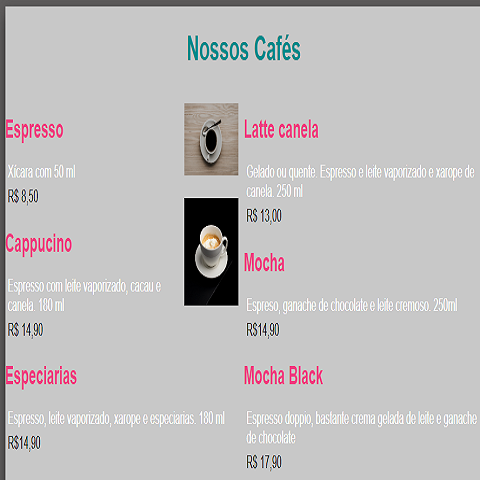 Nossos Cafés
Espresso
Xícara com 50 ml
R$ 8,50
Cappucino
Espresso com leite vaporizado, cacau e
canela. 180 ml
R$ 14,90
Especiarias
Espresso, leite vaporizado, xarope e especiarias. 180 ml
R$14,90
Latte canela
Gelado ou quente. Espresso e leite vaporizado e xarope de
canela. 250 ml
R$ 13,00
Mocha
Espreso, ganache de chocolate e leite cremoso. 250ml
R$14,90
Mocha Black
Espresso doppio, bastante crema gelada de leite e ganache
de chocolate
R$ 17,90